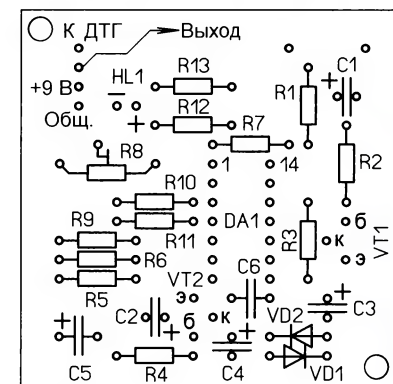 К ДТГ
Выход
+9 В
HL1
R13
R1
C1
+
Общ.
–
+
R12
R8
R7
1
14
R2
R10
R9
R11
DA1
R3
б
к
э
VT1
R6
R5
VT2
э
C6
C2
к
б
+
+
C5
R4
+
C4
VD2
+
C3
VD1